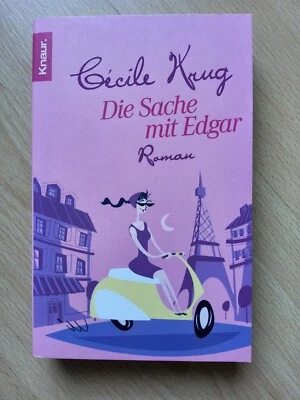 Knaur.
Cécile Krug
Die Sache
mit Edgar
Roman